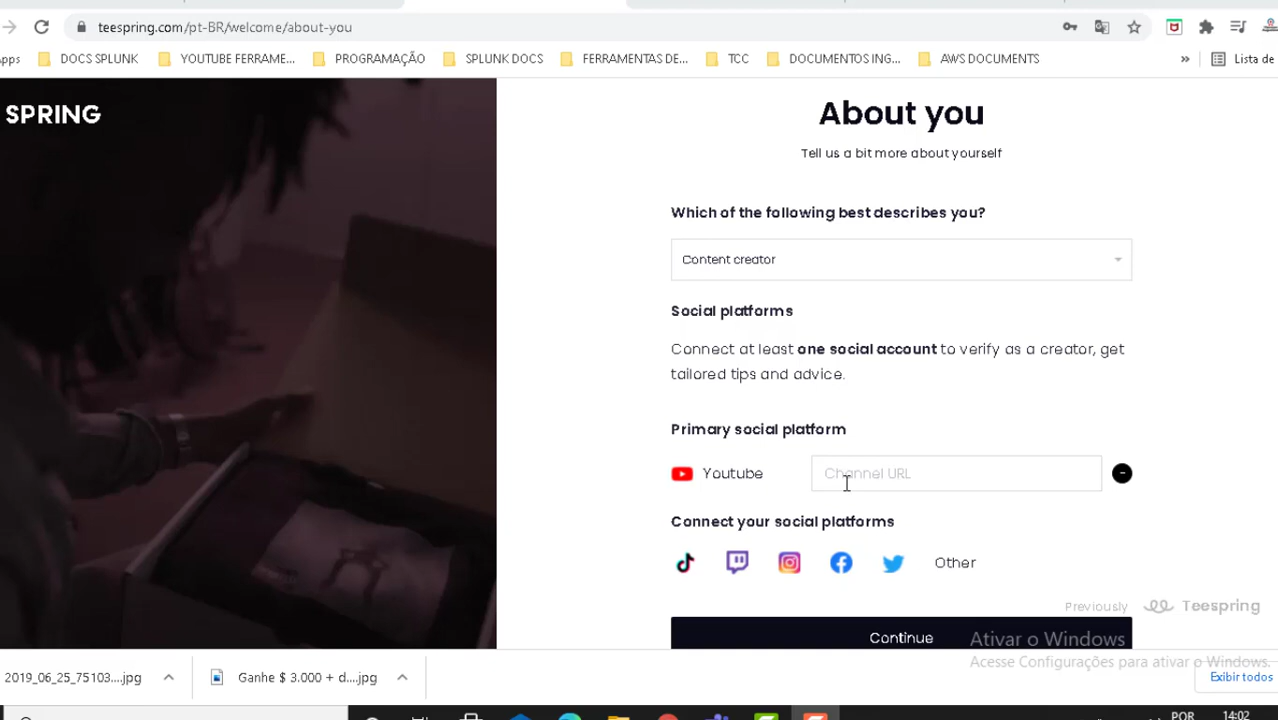 teespring.com/pt-BR/welcome/about-you
DOCS SPLUNK YOUTUBE FERRAME... PROGRAMAÇÃO SPLUNK DOCS FERRAMENTAS DE... TCC DOCUMENTOS ING... AWS DOCUMENTS » Lista de
SPRING
About you
Tell us a bit more about yourself
Which of the following best describes you?
Content creator
Social platforms
Connect at least one social account to verify as a creator, get
tailored tips and advice.
Primary social platform
Youtube Channel URL
Connect your social platforms
Other
Previously Teespring
Continue
Ativar o Windows
Acesse Configurações para ativar o Windows.
2019_06_25_75103....jpg Ganhe $ 3.000 + d....jpg Exibir todos
POR 14:02